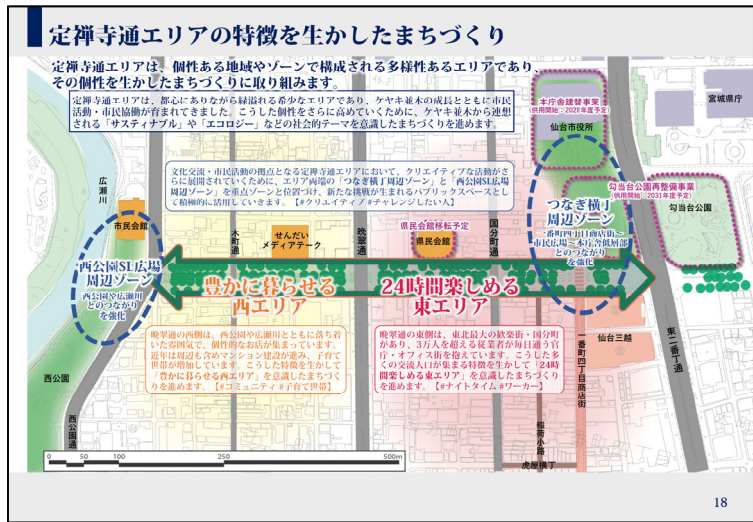 定禅寺通エリアの特徴を生かしたまちづくり
定禅寺通エリアは、個性ある地域やゾーンで構成される多様性あるエリアであり、
その個性を生かしたまちづくりに取り組みます。
定禅寺通エリアは、都心にありながら緑溢れる希少なエリアであり、ケヤキ並木の成長とともに市民
活動・市民協働が育まれてきました。こうした個性をさらに高めていくために、ケヤキ並木から連想
される「サスティナブル」や「エコロジー」などの社会的テーマを意識したまちづくりを進めます。
本庁舎建替事業
(供用開始：2028年度予定)
仙台市役所
宮城県庁
文化交流・市民活動の拠点となる定禅寺通エリアにおいて、クリエイティブな活動がさ
らに展開されていくために、エリア両端の「つなぎ横丁周辺ゾーン」と「西公園SL広場
周辺ゾーン」を重点ゾーンと位置づけ、新たな挑戦が生まれるパブリックスペースとし
て積極的に活用していきます。【#クリエイティブ #チャレンジしたい人】
勾当台公園再整備事業
(供用開始：2031年度予定)
勾当台公園
つなぎ横丁
周辺ゾーン
一番町四丁目商店街～
市民広場～本庁舎低層部
とのつながり
を強化
広瀬川
市民会館
木町通
せんだい
メディアテーク
晩翠通
県民会館移転予定
県民会館
国分町通
西公園SL広場
周辺ゾーン
西公園や広瀬川
とのつながり
を強化
豊かに暮らせる
西エリア
24時間楽しめる
東エリア
晩翠通の西側は、西公園や広瀬川とともに落ち着
いた雰囲気で、個性的なお店が集まっています。
近年は周辺も含めマンション建設が進み、子育て
世帯が増加しています。こうした特徴を生かして
「豊かに暮らせる西エリア」を意識したまちづく
りを進めます。【#コミュニティ #子育て世帯】
晩翠通の東側は、東北最大の歓楽街・国分町
があり、3万人を超える従業者が毎日通う官
庁・オフィス街を抱えています。こうした多
くの交流人口が集まる特徴を生かして「24時
間楽しめる東エリア」を意識したまちづくり
を進めます。【#ナイトタイム #ワーカー】
仙台三越
東二番丁通
一番町四丁目商店街
西公園
西公園通
稲荷小路
虎屋横丁
0 50 100 250 500m
18